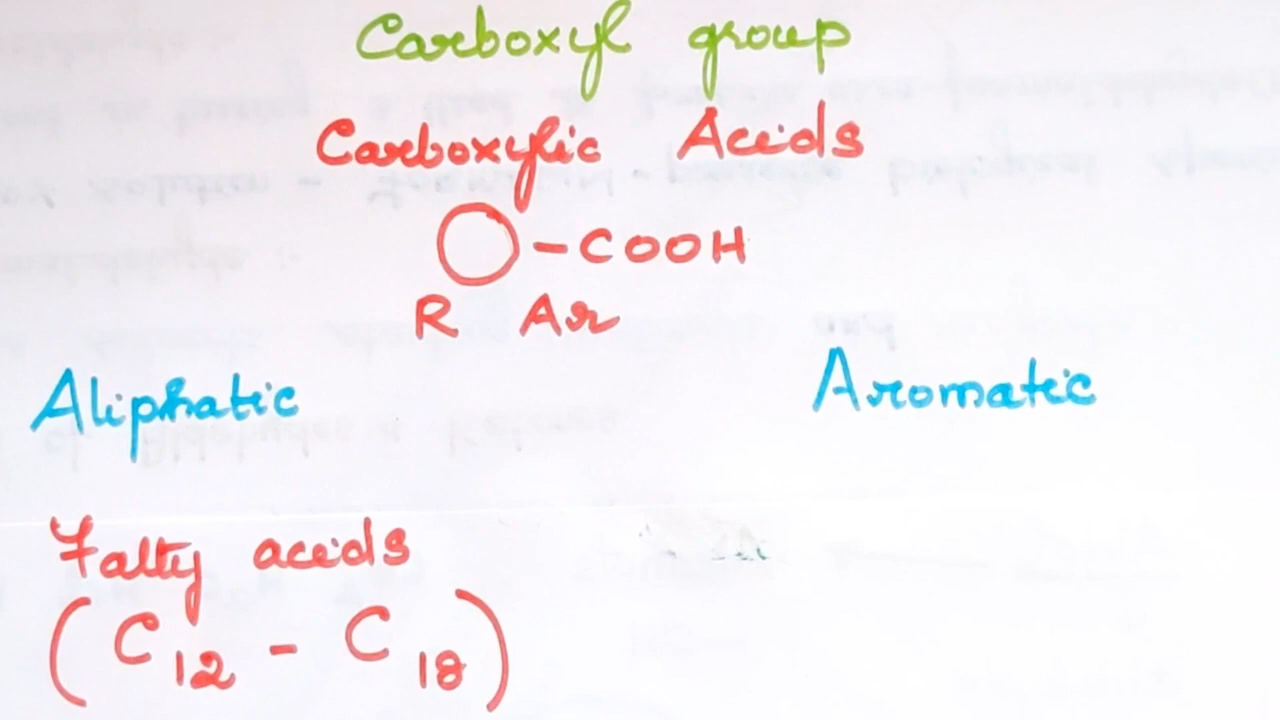 Carboxyl group
Carboxylic Acids
-COOH
R Ar
Aliphatic Aromatic
Fatty acids
(C12 - C18)